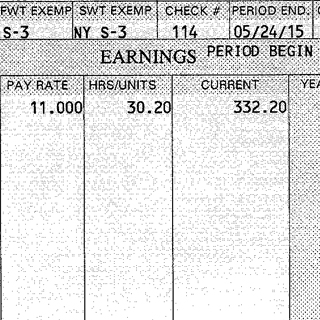 FWT EXEMP SWT EXEMP CHECK # PERIOD END.
S-3 NY S-3 114 05/24/15
EARNINGS PERIOD BEGIN
PAY RATE HRS/UNITS CURRENT YEA
11.000 30.20 332.20